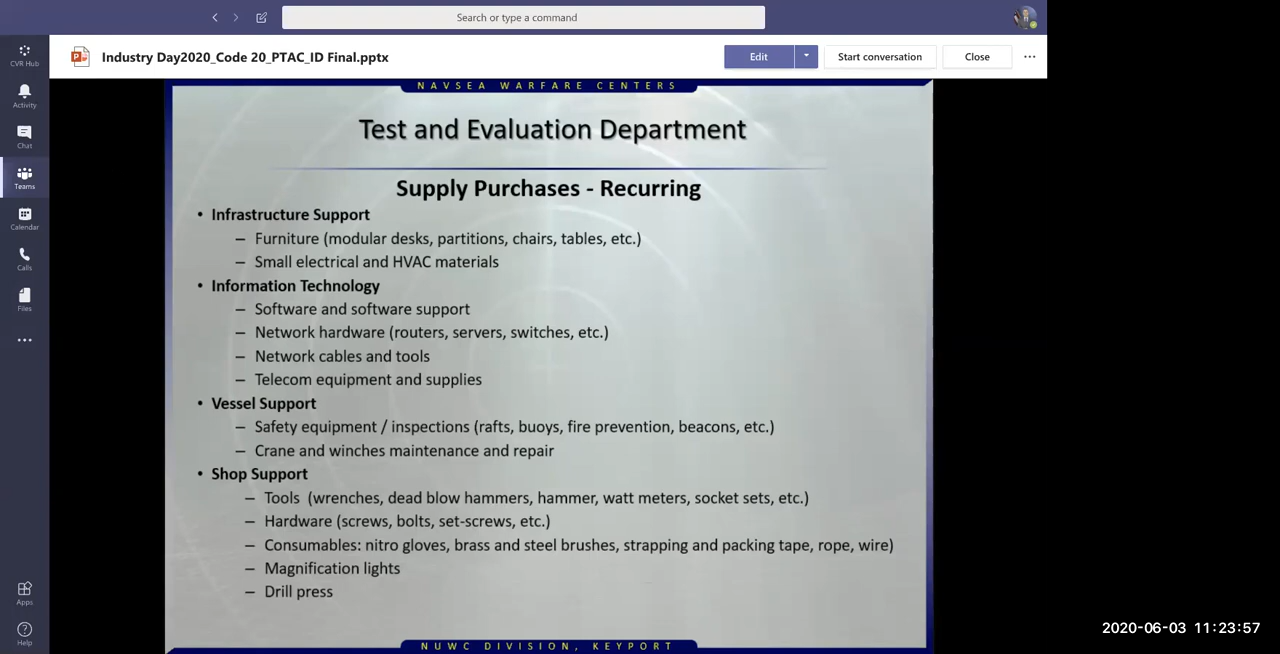 Search or type a command
CVR Hub
Activity
Chat
Teams
Calendar
Calls
Files
Apps
Help
Industry Day2020_Code 20_PTAC_ID Final.pptx
Edit
Start conversation
Close
NAVSEA WARFARE CENTERS
Test and Evaluation Department
Supply Purchases - Recurring
• Infrastructure Support
– Furniture (modular desks, partitions, chairs, tables, etc.)
– Small electrical and HVAC materials
• Information Technology
– Software and software support
– Network hardware (routers, servers, switches, etc.)
– Network cables and tools
– Telecom equipment and supplies
• Vessel Support
– Safety equipment / inspections (rafts, buoys, fire prevention, beacons, etc.)
– Crane and winches maintenance and repair
• Shop Support
– Tools (wrenches, dead blow hammers, hammer, watt meters, socket sets, etc.)
– Hardware (screws, bolts, set-screws, etc.)
– Consumables: nitro gloves, brass and steel brushes, strapping and packing tape, rope, wire)
– Magnification lights
– Drill press
NUWC DIVISION, KEYPORT
2020-06-03 11:23:57